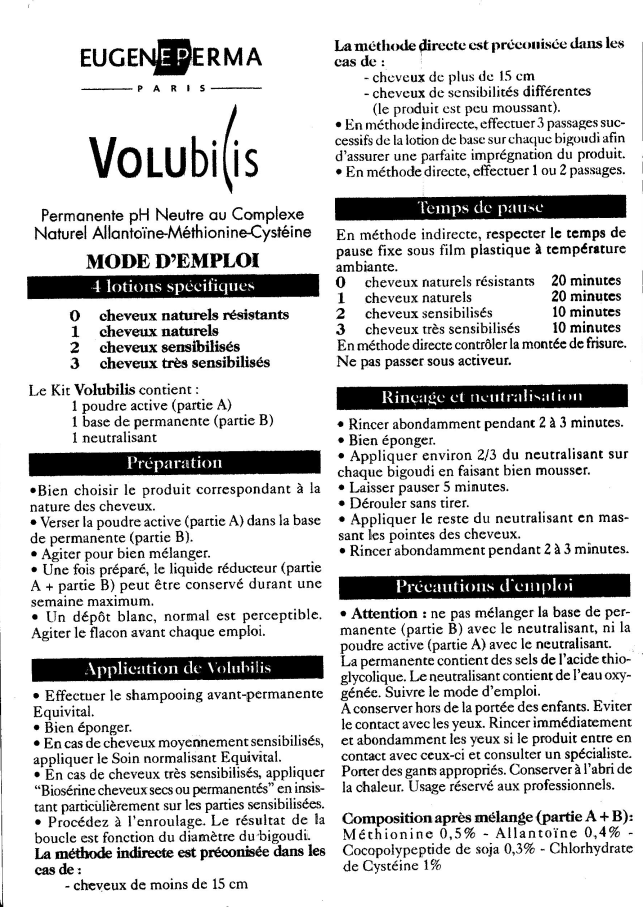 EUGENE PERMA
PARIS
VOLUbilis
Permanente pH Neutre au Complexe
Naturel Allantoïne-Méthionine-Cystéine
MODE D'EMPLOI
4 lotions spécifiques
0 cheveux naturels résistants
1 cheveux naturels
2 cheveux sensibilisés
3 cheveux très sensibilisés
Le Kit Volubilis contient :
1 poudre active (partie A)
1 base de permanente (partie B)
1 neutralisant
Préparation
•Bien choisir le produit correspondant à la
nature des cheveux.
• Verser la poudre active (partie A) dans la base
de permanente (partie B).
• Agiter pour bien mélanger.
• Une fois préparé, le liquide réducteur (partie
A + partie B) peut être conservé durant une
semaine maximum.
• Un dépôt blanc, normal est perceptible.
Agiter le flacon avant chaque emploi.
Application de Volubilis
• Effectuer le shampooing avant-permanente
Equivital.
• Bien éponger.
• En cas de cheveux moyennement sensibilisés,
appliquer le Soin normalisant Equivital.
• En cas de cheveux très sensibilisés, appliquer
“Biosérine cheveux secs ou permanentés” en insis-
tant particulièrement sur les parties sensibilisées.
• Procédez à l'enroulage. Le résultat de la
boucle est fonction du diamètre du bigoudi.
La méthode indirecte est préconisée dans les
cas de :
- cheveux de moins de 15 cm
La méthode directe est préconisée dans les
cas de :
- cheveux de plus de 15 cm
- cheveux de sensibilités différentes
(le produit est peu moussant).
• En méthode indirecte, effectuer 3 passages suc-
cessifs de la lotion de base sur chaque bigoudi afin
d'assurer une parfaite imprégnation du produit.
• En méthode directe, effectuer 1 ou 2 passages.
Temps de pause
En méthode indirecte, respecter le temps de
pause fixe sous film plastique à température
ambiante.
0 cheveux naturels résistants 20 minutes
1 cheveux naturels 20 minutes
2 cheveux sensibilisés 10 minutes
3 cheveux très sensibilisés 10 minutes
En méthode directe contrôler la montée de frisure.
Ne pas passer sous activeur.
Rinçage et neutralisation
• Rincer abondamment pendant 2 à 3 minutes.
• Bien éponger.
• Appliquer environ 2/3 du neutralisant sur
chaque bigoudi en faisant bien mousser.
• Laisser pauser 5 minutes.
• Dérouler sans tirer.
• Appliquer le reste du neutralisant en mas-
sant les pointes des cheveux.
• Rincer abondamment pendant 2 à 3 minutes.
Précautions d'emploi
• Attention : ne pas mélanger la base de per-
manente (partie B) avec le neutralisant, ni la
poudre active (partie A) avec le neutralisant.
La permanente contient des sels de l'acide thio-
glycolique. Le neutralisant contient de l'eau oxy-
génée. Suivre le mode d'emploi.
A conserver hors de la portée des enfants. Eviter
le contact avec les yeux. Rincer immédiatement
et abondamment les yeux si le produit entre en
contact avec ceux-ci et consulter un spécialiste.
Porter des gants appropriés. Conserver à l'abri de
la chaleur. Usage réservé aux professionnels.
Composition après mélange (partie A + B):
Méthionine 0,5% - Allantoïne 0,4% -
Cocopolypeptide de soja 0,3% - Chlorhydrate
de Cystéine 1%